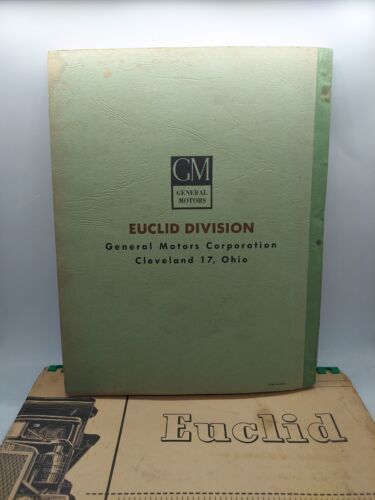 GM
GENERAL
MOTORS
EUCLID DIVISION
General Motors Corporation
Cleveland 17, Ohio
Euclid